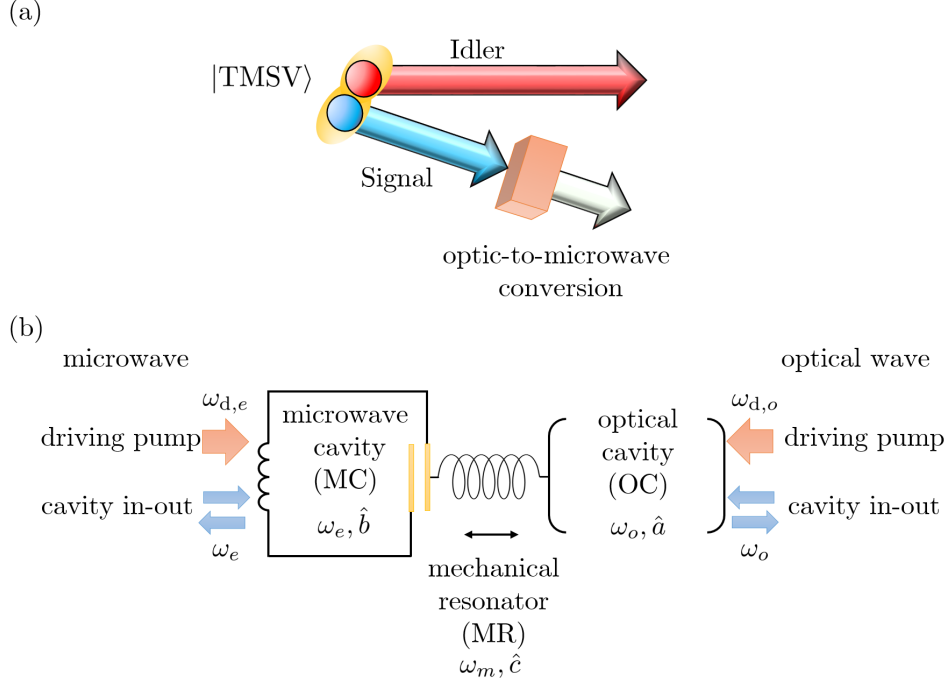 (a)
|TMSV⟩
Idler
Signal
optic-to-microwave
conversion
(b)
microwave
optical wave
ω_{d,e}
driving pump
cavity in-out
ω_e
microwave
cavity
(MC)
ω_e, b̂
optical
cavity
(OC)
ω_o, â
mechanical
resonator
(MR)
ω_m, ĉ
ω_{d,o}
driving pump
cavity in-out
ω_o